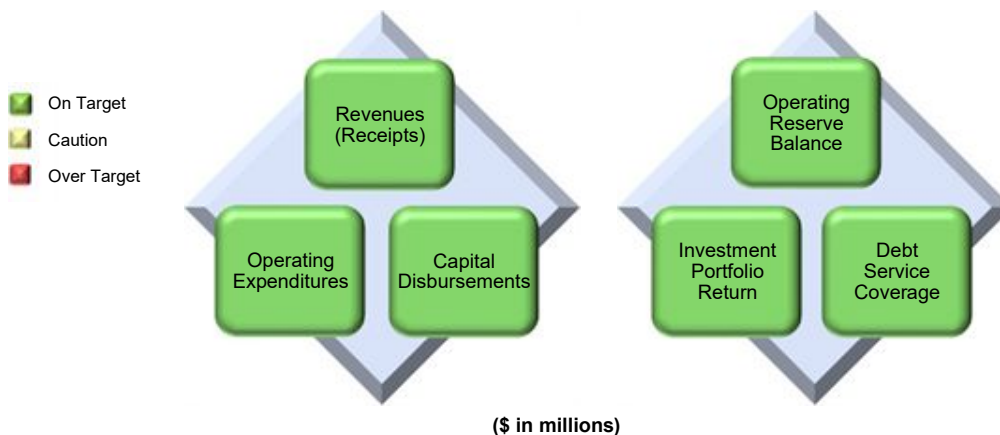 On Target
Caution
Over Target
Revenues
(Receipts)
Operating
Expenditures
Capital
Disbursements
Operating
Reserve
Balance
Investment
Portfolio
Return
Debt
Service
Coverage
($ in millions)